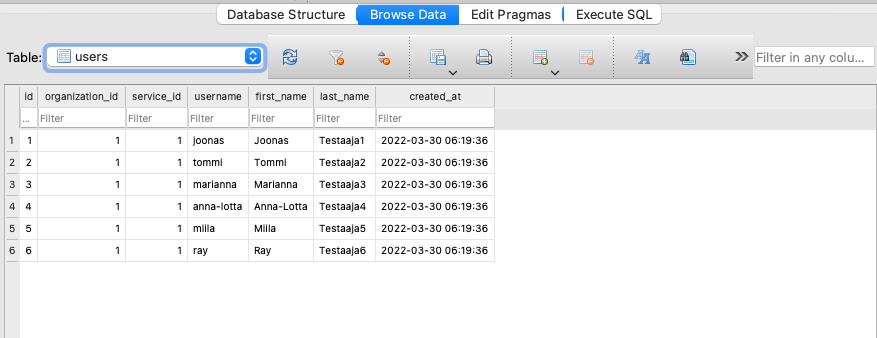 Database Structure Browse Data Edit Pragmas Execute SQL
Table: users Filter in any colu...
id organization_id service_id username first_name last_name created_at
... Filter Filter Filter Filter Filter Filter
1 1 1 1 joonas Joonas Testaaja1 2022-03-30 06:19:36
2 2 1 1 tommi Tommi Testaaja2 2022-03-30 06:19:36
3 3 1 1 marianna Marianna Testaaja3 2022-03-30 06:19:36
4 4 1 1 anna-lotta Anna-Lotta Testaaja4 2022-03-30 06:19:36
5 5 1 1 miila Miila Testaaja5 2022-03-30 06:19:36
6 6 1 1 ray Ray Testaaja6 2022-03-30 06:19:36